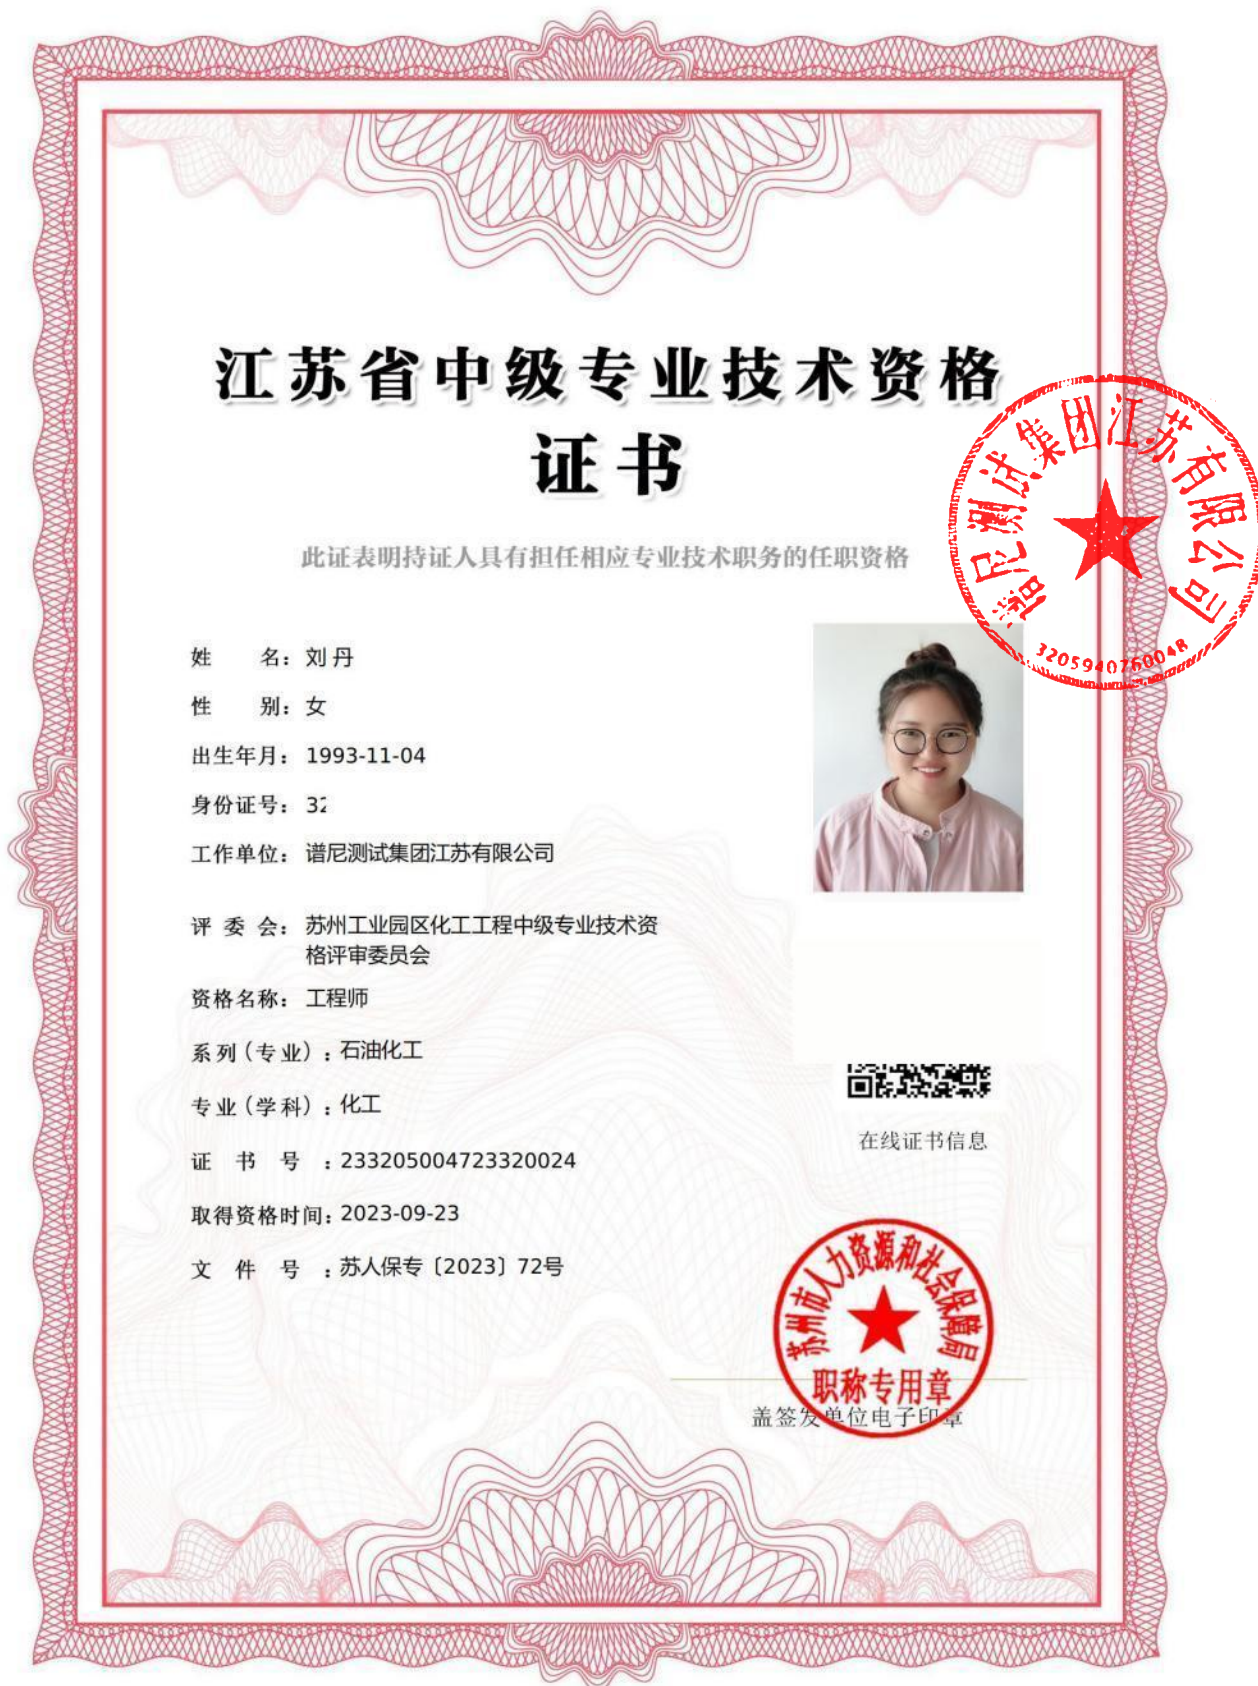 江苏省中级专业技术资格
证书
此证表明持证人具有担任相应专业技术职务的任职资格
姓 名：刘丹
性 别：女
出生年月：1993-11-04
身份证号：32
工作单位：谱尼测试集团江苏有限公司
评 委 会：苏州工业园区化工工程中级专业技术资
格评审委员会
资格名称：工程师
系列（专业）：石油化工
专业（学科）：化工
证 书 号 ：233205004723320024
取得资格时间：2023-09-23
文 件 号 ：苏人保专〔2023〕72号
谱尼测试集团江苏有限公司
3205940760048
在线证书信息
苏州市人力资源和社会保障局
职称专用章
盖签发单位电子印章